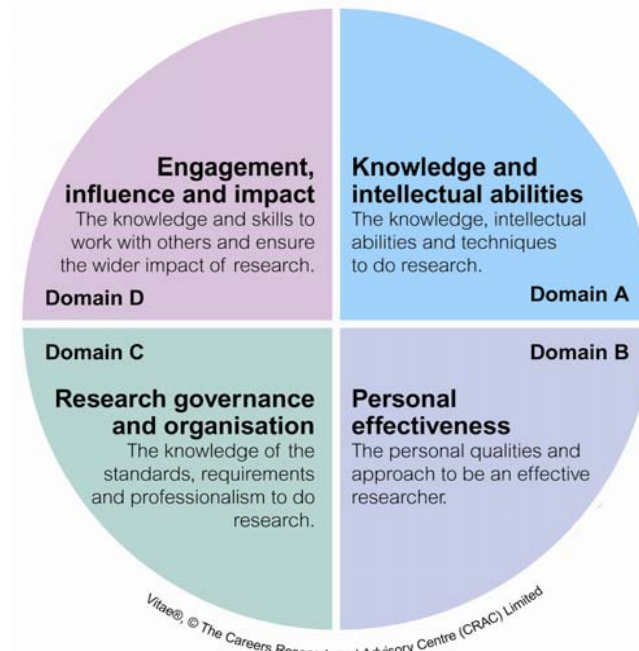 Engagement,
influence and impact
The knowledge and skills to
work with others and ensure
the wider impact of research.
Domain D
Knowledge and
intellectual abilities
The knowledge, intellectual
abilities and techniques
to do research.
Domain A
Domain C
Research governance
and organisation
The knowledge of the
standards, requirements
and professionalism to do
research.
Domain B
Personal
effectiveness
The personal qualities and
approach to be an effective
researcher.
Vitae®, © The Careers Research and Advisory Centre (CRAC) Limited